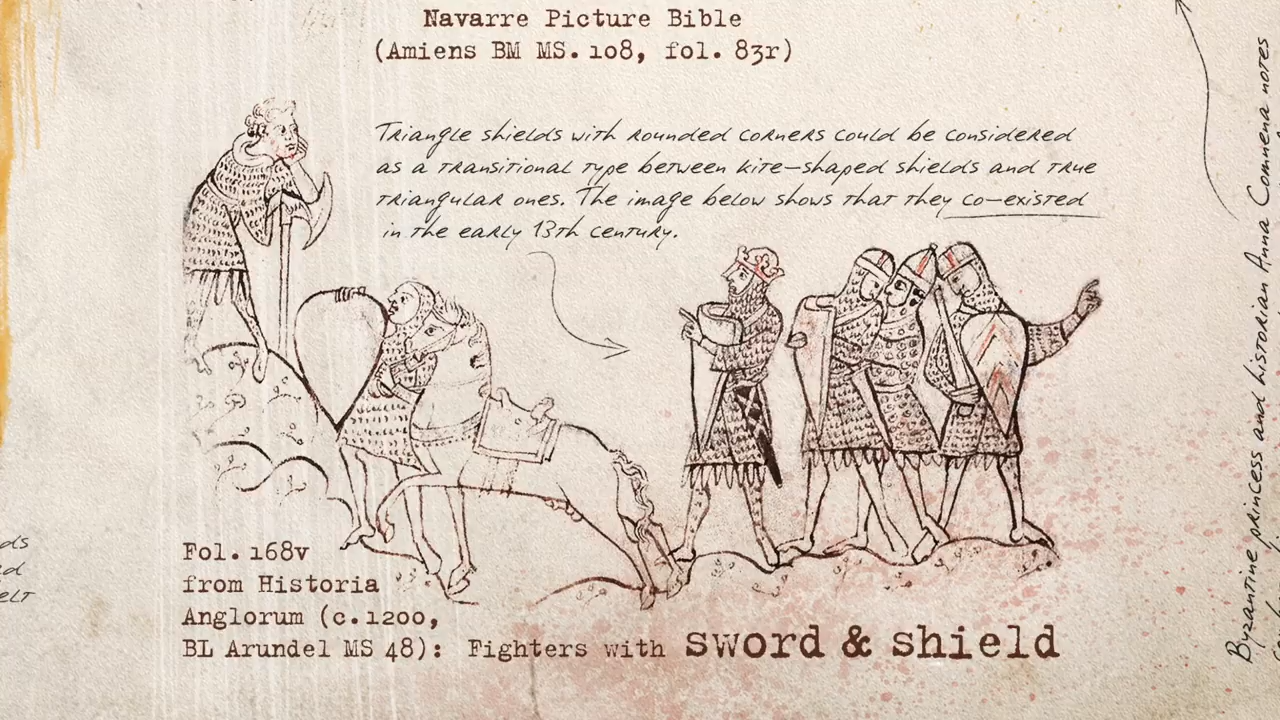 Navarre Picture Bible
(Amiens BM MS. 108, fol. 83r)
Triangle shields with rounded corners could be considered
as a transitional type between kite-shaped shields and true
triangular ones. The image below shows that they co-existed
in the early 13th century.
Fol. 168v
from Historia
Anglorum (c. 1200,
BL Arundel MS 48): Fighters with sword & shield
Byzantine princess and historian Anna Comnena notes